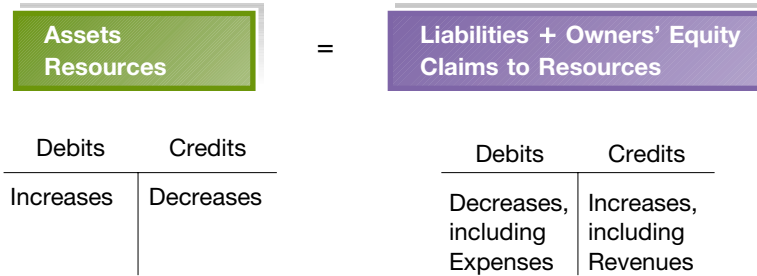 Assets
Resources
=
Liabilities + Owners’ Equity
Claims to Resources
Debits Credits
Increases Decreases
Debits Credits
Decreases, Increases,
including including
Expenses Revenues